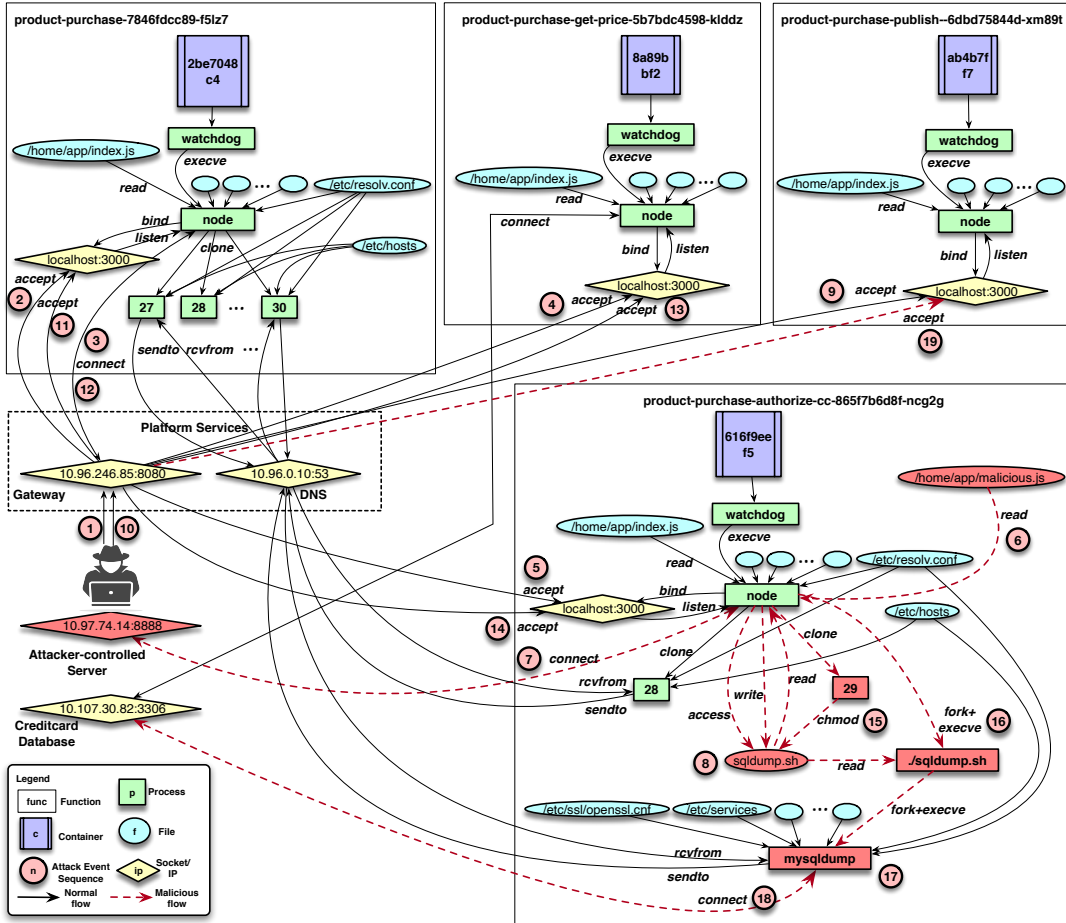 product-purchase-7846fdcc89-f5lz7
2be7048
c4
watchdog
/home/app/index.js
execve
read
...
/etc/resolv.conf
node
bind
listen
clone
/etc/hosts
localhost:3000
accept
2
accept
11
3
27
28
...
30
sendto
rcvfrom
...
connect
12
product-purchase-get-price-5b7bdc4598-klddz
8a89b
bf2
watchdog
execve
/home/app/index.js
read
...
connect
node
bind
listen
localhost:3000
4
accept
accept
13
product-purchase-publish--6dbd75844d-xm89t
ab4b7f
f7
watchdog
execve
/home/app/index.js
read
...
node
bind
listen
9
accept
localhost:3000
accept
19
Platform Services
10.96.246.85:8080
10.96.0.10:53
Gateway
DNS
1
10
10.97.74.14:8888
Attacker-controlled
Server
10.107.30.82:3306
Creditcard
Database
product-purchase-authorize-cc-865f7b6d8f-ncg2g
616f9ee
f5
/home/app/malicious.js
watchdog
read
6
/home/app/index.js
execve
...
/etc/resolv.conf
read
5
accept
node
bind
localhost:3000
listen
/etc/hosts
14
accept
7
connect
clone
clone
rcvfrom
28
sendto
read
29
write
access
chmod
15
fork+
execve
16
8
sqldump.sh
read
./sqldump.sh
fork+execve
/etc/ssl/openssl.cnf
/etc/services
...
rcvfrom
mysqldump
sendto
17
connect
18
Legend
func
Function
p
Process
c
Container
f
File
n
Attack Event
Sequence
ip
Socket/
IP
Normal
flow
Malicious
flow